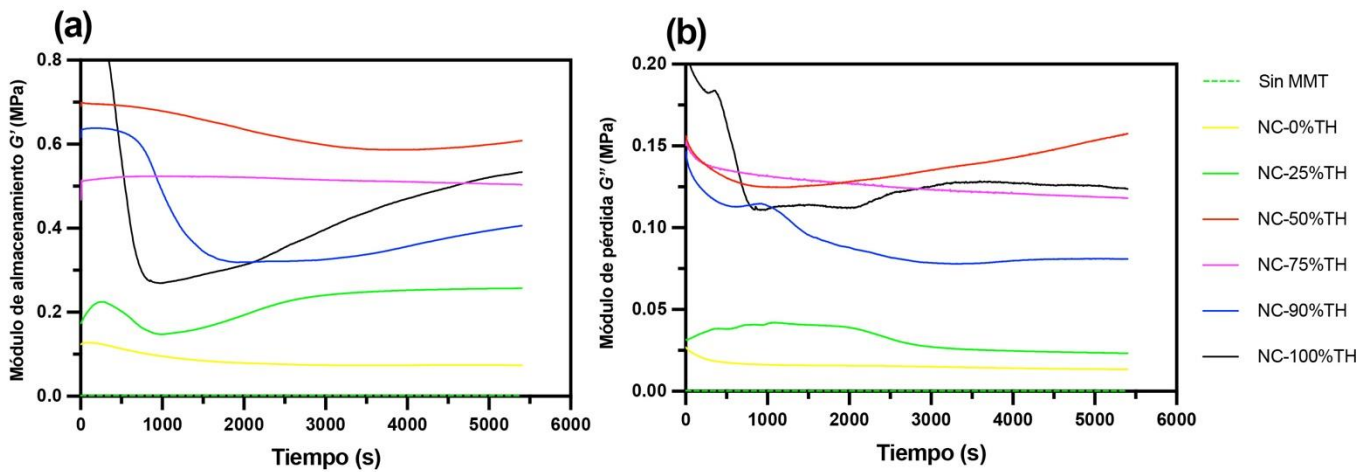 (a)
Módulo de almacenamiento G' (MPa)
0.8
0.6
0.4
0.2
0.0
0
1000
2000
3000
4000
5000
6000
Tiempo (s)
(b)
Módulo de pérdida G'' (MPa)
0.20
0.15
0.10
0.05
0.00
0
1000
2000
3000
4000
5000
6000
Tiempo (s)
Sin MMT
NC-0%TH
NC-25%TH
NC-50%TH
NC-75%TH
NC-90%TH
NC-100%TH